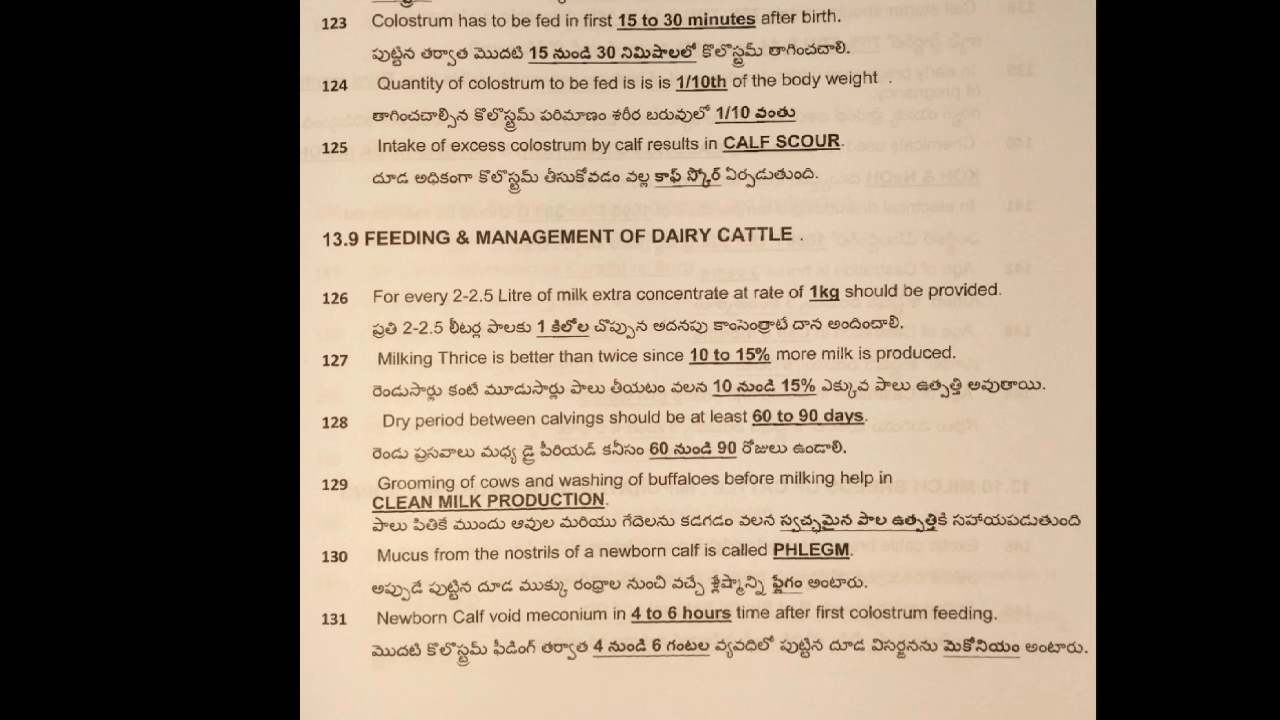 123 Colostrum has to be fed in first 15 to 30 minutes after birth.
పుట్టిన తర్వాత మొదటి 15 నుండి 30 నిమిషాలలో కొలొస్ట్రమ్ తాగించదాలి.
124 Quantity of colostrum to be fed is is is 1/10th of the body weight .
తాగించదాల్సిన కొలొస్ట్రమ్ పరిమాణం శరీర బరువులో 1/10 వంతు
125 Intake of excess colostrum by calf results in CALF SCOUR.
దూడ అధికంగా కొలొస్ట్రమ్ తీసుకోవడం వల్ల కాఫ్ స్కోర్ ఏర్పడుతుంది.
13.9 FEEDING & MANAGEMENT OF DAIRY CATTLE .
126 For every 2-2.5 Litre of milk extra concentrate at rate of 1kg should be provided.
ప్రతి 2-2.5 లీటర్ల పాలకు 1 కిలోల చొప్పున అదనపు కాంసెంట్రాటే దాన అందించాలి.
127 Milking Thrice is better than twice since 10 to 15% more milk is produced.
రెండుసార్లు కంటే మూడుసార్లు పాలు తీయటం వలన 10 నుండి 15% ఎక్కువ పాలు ఉత్పత్తి అవుతాయి.
128 Dry period between calvings should be at least 60 to 90 days.
రెండు ప్రసవాలు మధ్య డ్రై పీరియడ్ కనీసం 60 నుండి 90 రోజులు ఉండాలి.
129 Grooming of cows and washing of buffaloes before milking help in
CLEAN MILK PRODUCTION.
పాలు పితికే ముందు ఆవుల మరియు గేదెలను కడగడం వలన స్వచ్ఛమైన పాల ఉత్పత్తికి సహాయపడుతుంది
130 Mucus from the nostrils of a newborn calf is called PHLEGM.
అప్పుడే పుట్టిన దూడ ముక్కు రంధ్రాల నుంచి వచ్చే శ్లేష్మాన్ని ఫ్లేగం అంటారు.
131 Newborn Calf void meconium in 4 to 6 hours time after first colostrum feeding.
మొదటి కొలొస్ట్రమ్ ఫీడింగ్ తర్వాత 4 నుండి 6 గంటల వ్యవధిలో పుట్టిన దూడ విసర్జనను మెకోనియం అంటారు.